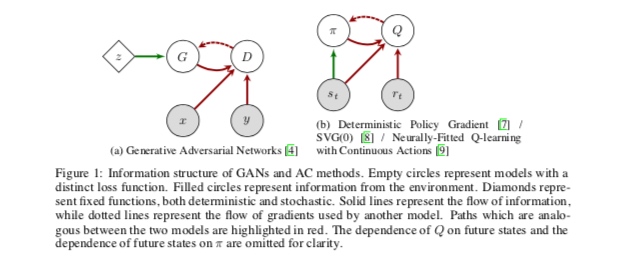 z
G
D
x
y
π
Q
s_t
r_t
(a) Generative Adversarial Networks [4]
(b) Deterministic Policy Gradient [7] /
SVG(0) [8] / Neurally-Fitted Q-learning
with Continuous Actions [9]
Figure 1: Information structure of GANs and AC methods. Empty circles represent models with a
distinct loss function. Filled circles represent information from the environment. Diamonds repre-
sent fixed functions, both deterministic and stochastic. Solid lines represent the flow of information,
while dotted lines represent the flow of gradients used by another model. Paths which are analo-
gous between the two models are highlighted in red. The dependence of Q on future states and the
dependence of future states on π are omitted for clarity.